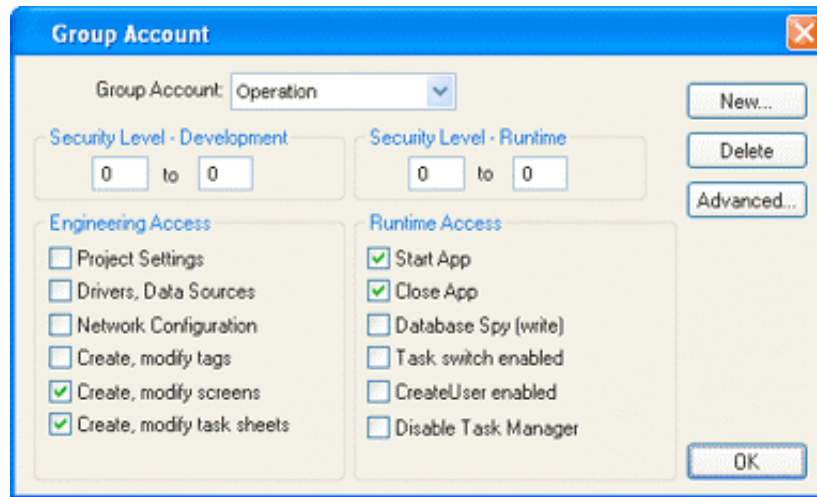 Group Account
Group Account: Operation
New...
Security Level - Development
0 to 0
Security Level - Runtime
0 to 0
Delete
Advanced...
Engineering Access
Project Settings
Drivers, Data Sources
Network Configuration
Create, modify tags
Create, modify screens
Create, modify task sheets
Runtime Access
Start App
Close App
Database Spy (write)
Task switch enabled
CreateUser enabled
Disable Task Manager
OK